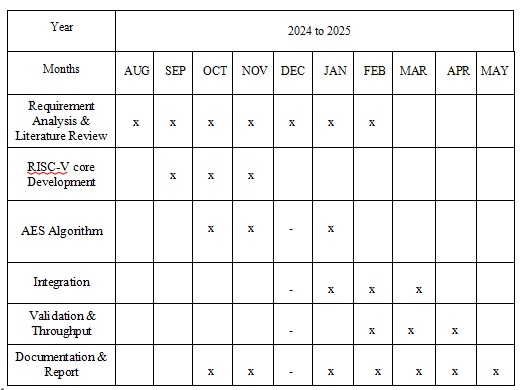 Year 2024 to 2025
Months AUG SEP OCT NOV DEC JAN FEB MAR APR MAY
Requirement
Analysis &
Literature Review
x x x x x x x
RISC-V core
Development
x x x
AES Algorithm x x - x
Integration - x x x
Validation &
Throughput
- x x x
Documentation &
Report
x x - x x x x x